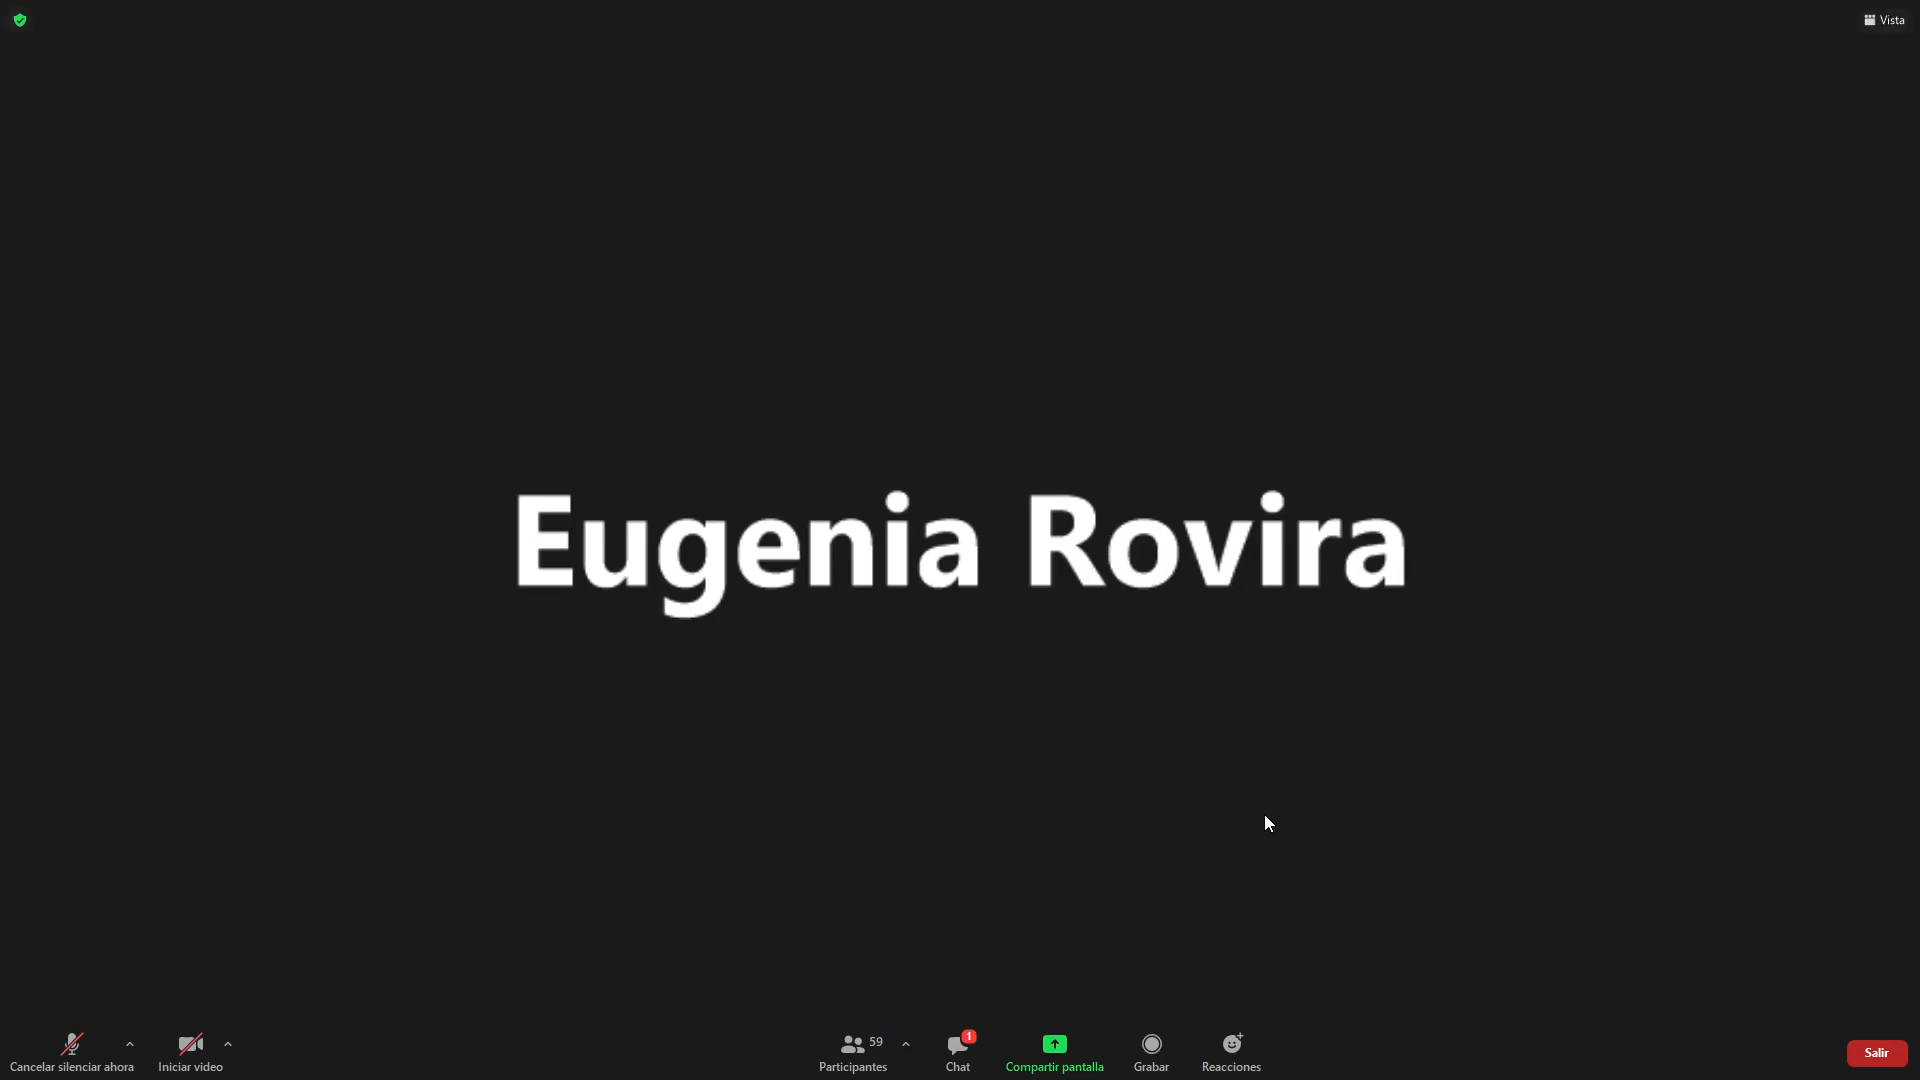 Vista
Eugenia Rovira
Cancelar silenciar ahora
Iniciar video
59
Participantes
1
Chat
Compartir pantalla
Grabar
Reacciones
Salir